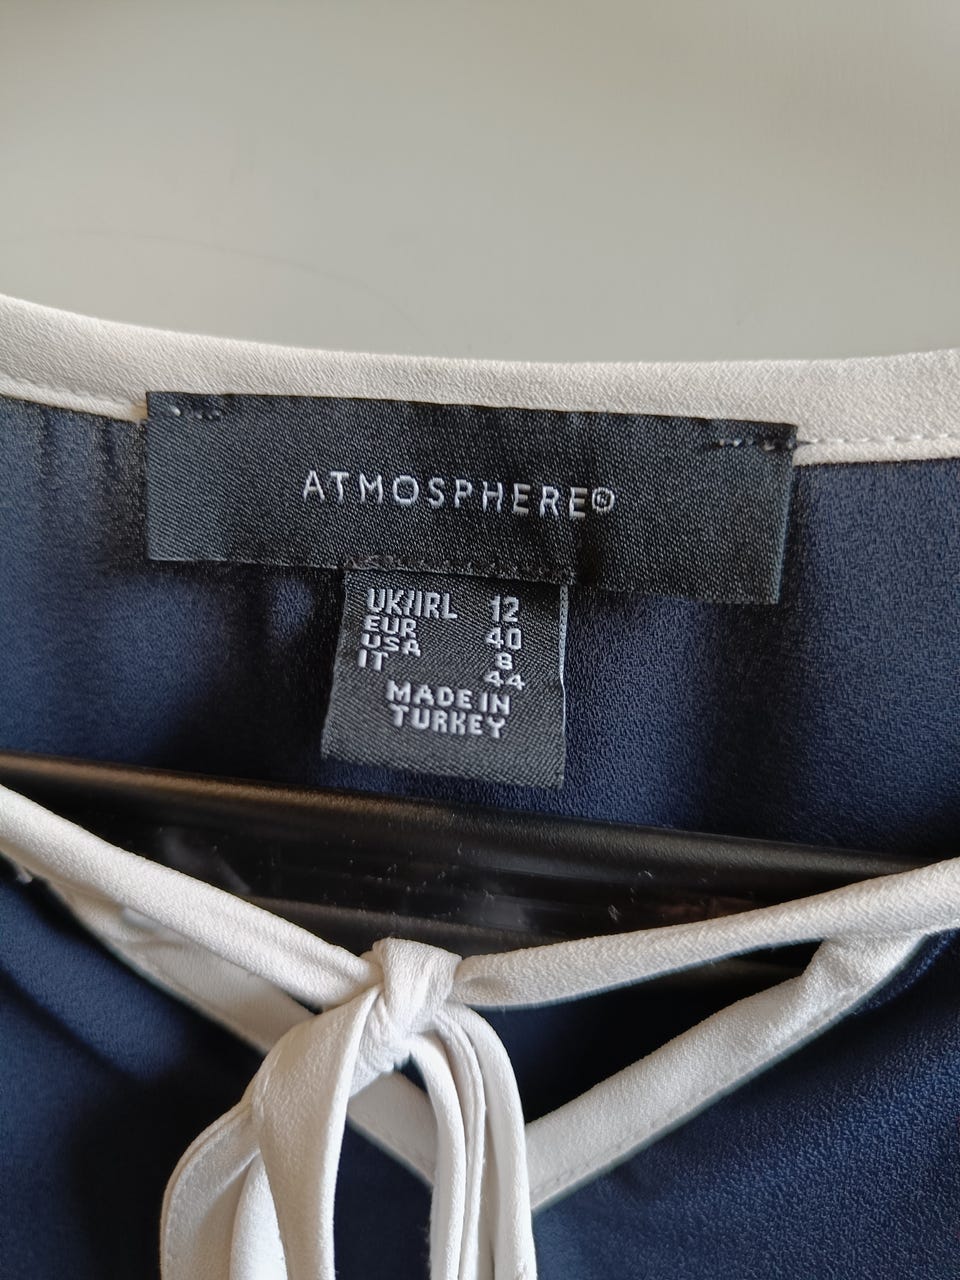 ATMOSPHERE®
UK/IRL 12
EUR 40
USA 8
IT 44
MADE IN
TURKEY